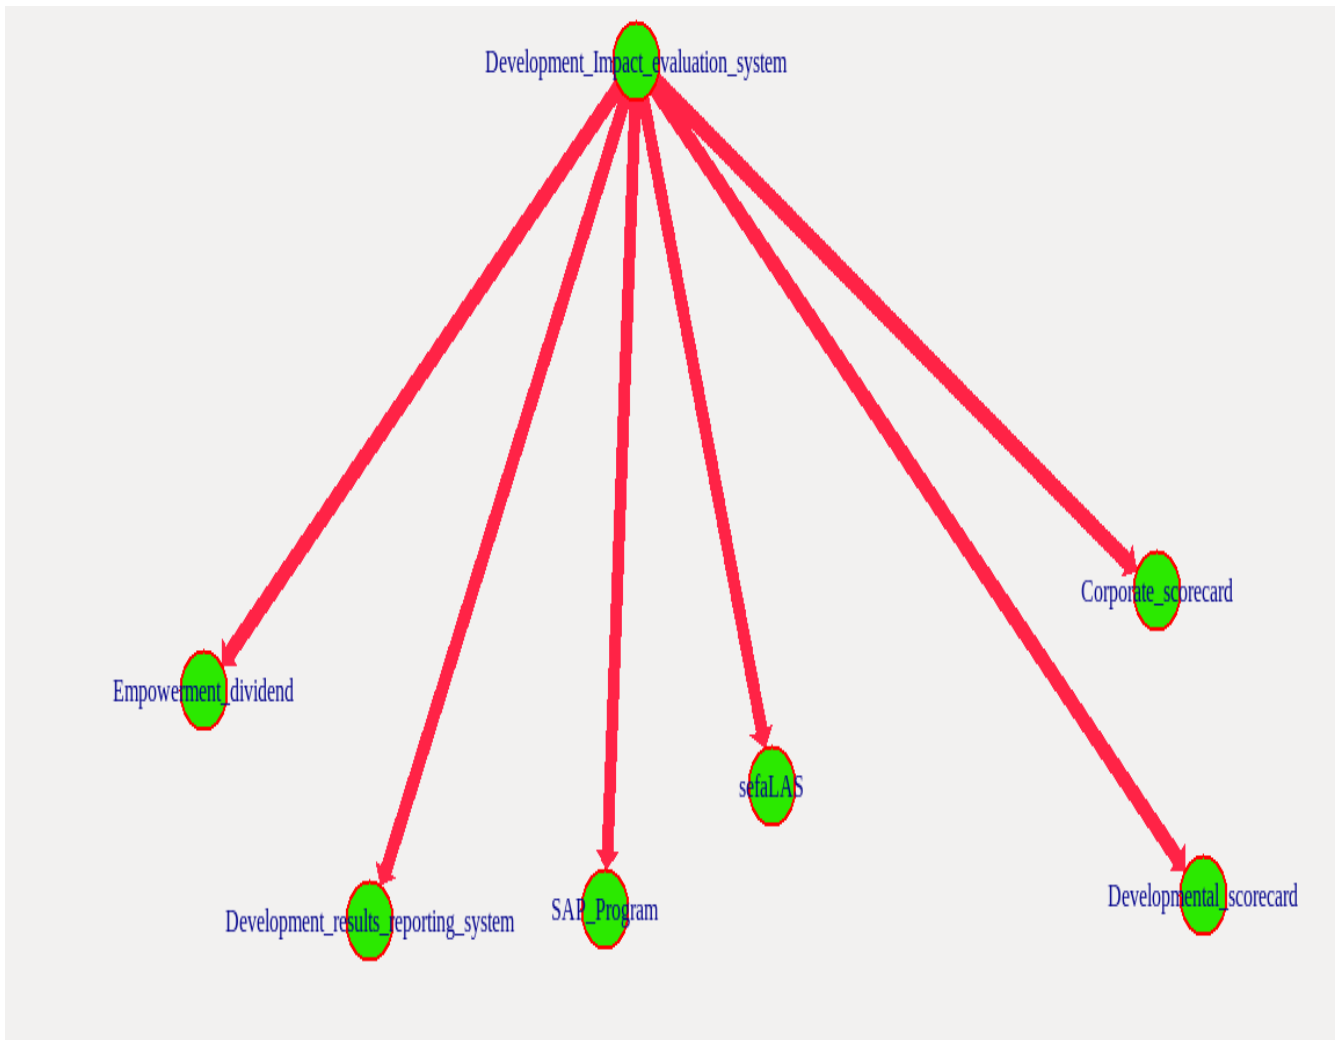 Development_Impact_evaluation_system
Corporate_scorecard
Empowerment_dividend
sefaLAS
Developmental_scorecard
SAP_Program
Development_results_reporting_system